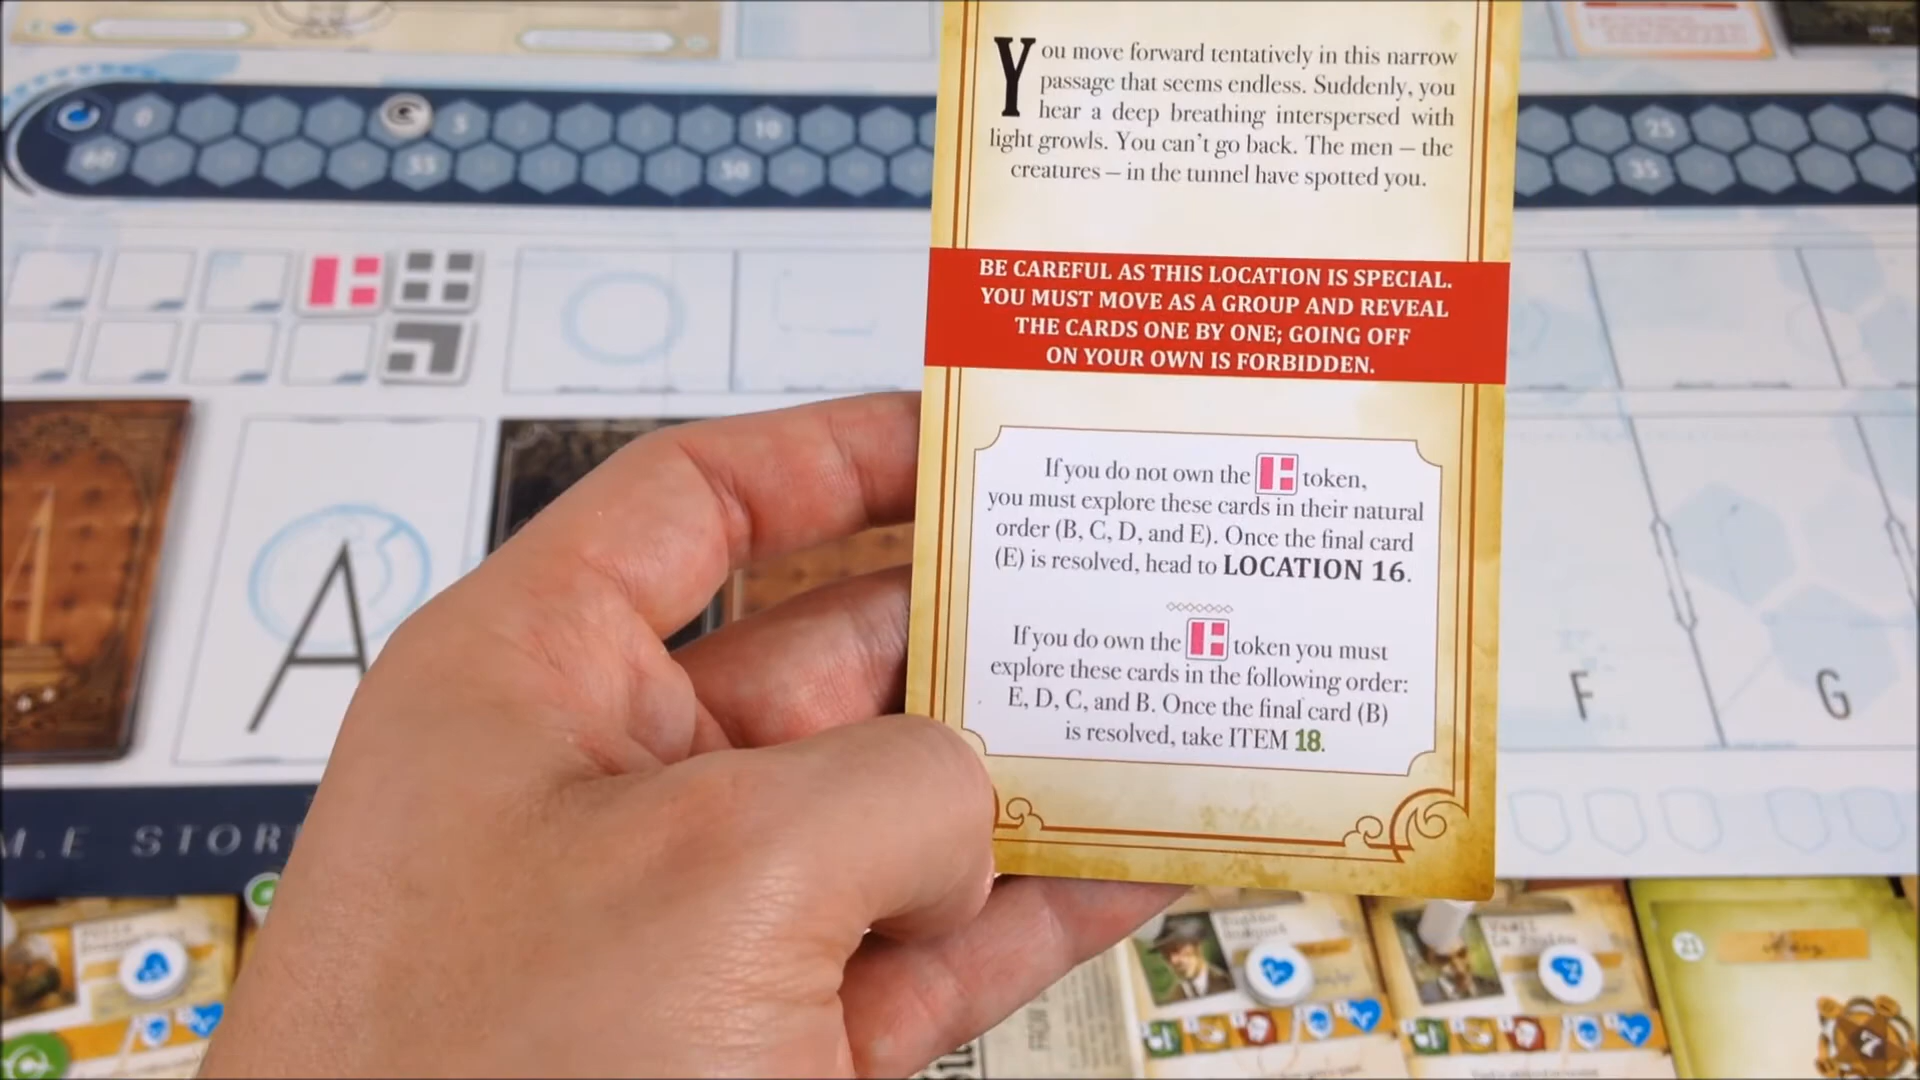 You move forward tentatively in this narrow
passage that seems endless. Suddenly, you
hear a deep breathing interspersed with
light growls. You can't go back. The men – the
creatures – in the tunnel have spotted you.
BE CAREFUL AS THIS LOCATION IS SPECIAL.
YOU MUST MOVE AS A GROUP AND REVEAL
THE CARDS ONE BY ONE; GOING OFF
ON YOUR OWN IS FORBIDDEN.
If you do not own the token,
you must explore these cards in their natural
order (B, C, D, and E). Once the final card
(E) is resolved, head to LOCATION 16.
If you do own the token you must
explore these cards in the following order:
E, D, C, and B. Once the final card (B)
is resolved, take ITEM 18.
0
5
10
25
60
55
50
35
A
F
G
M.E STOR
21
7